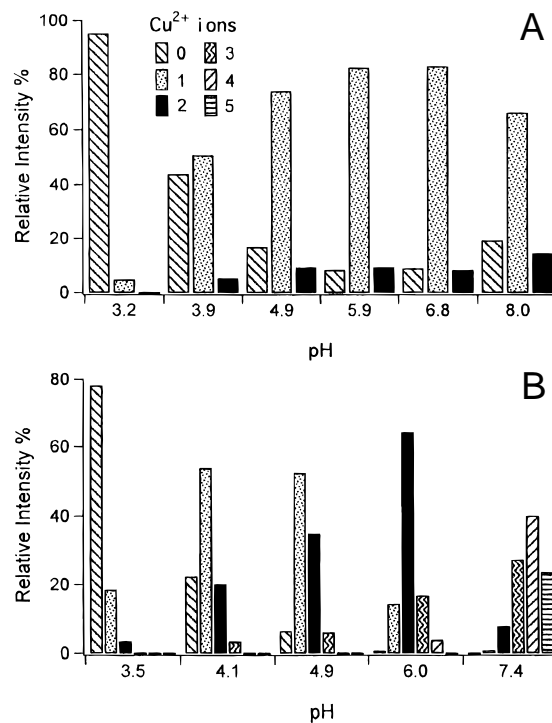 A
Cu2+ ions
0 3
1 4
2 5
Relative Intensity %
100
80
60
40
20
0
3.2 3.9 4.9 5.9 6.8 8.0
pH
B
Relative Intensity %
80
60
40
20
0
3.5 4.1 4.9 6.0 7.4
pH